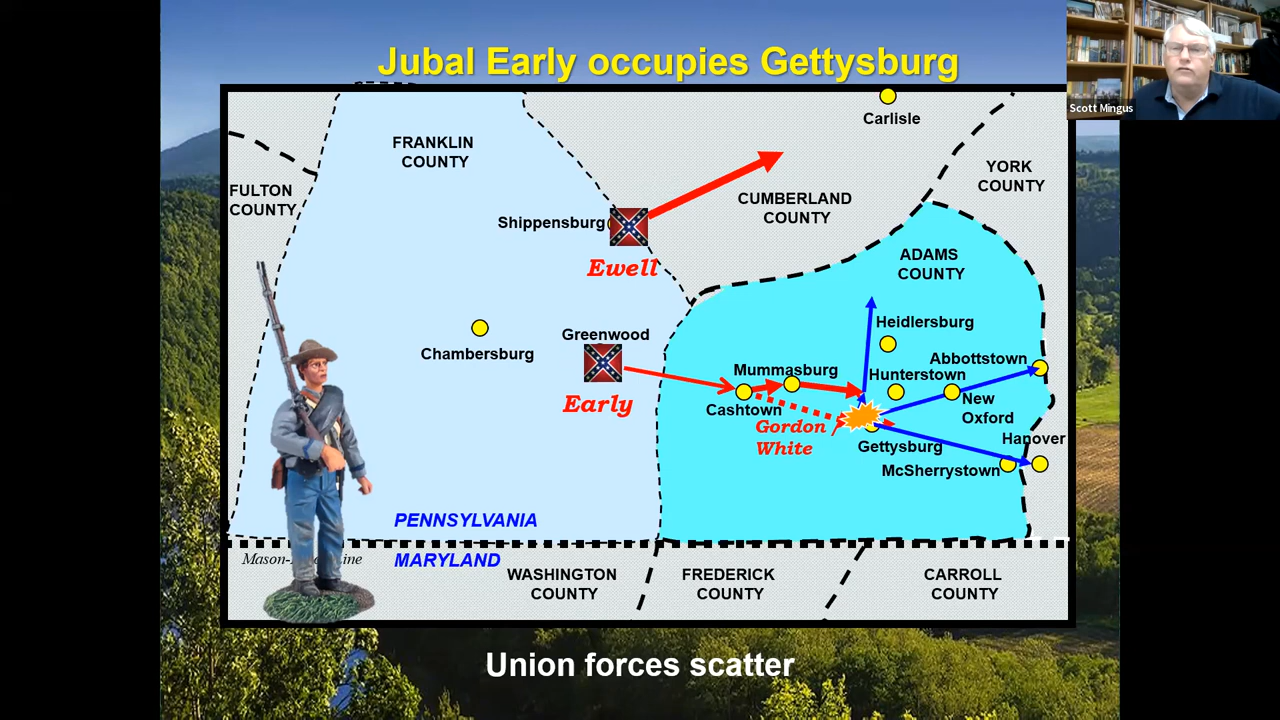 Jubal Early occupies Gettysburg
Scott Mingus
Carlisle
FRANKLIN
COUNTY
YORK
COUNTY
FULTON
COUNTY
CUMBERLAND
COUNTY
Shippensburg
Ewell
ADAMS
COUNTY
Heidlersburg
Greenwood
Chambersburg
Abbottstown
Mummasburg
Hunterstown
Early
Cashtown
New
Oxford
Gordon
White
Gettysburg
Hanover
McSherrystown
PENNSYLVANIA
MARYLAND
WASHINGTON
COUNTY
FREDERICK
COUNTY
CARROLL
COUNTY
Union forces scatter